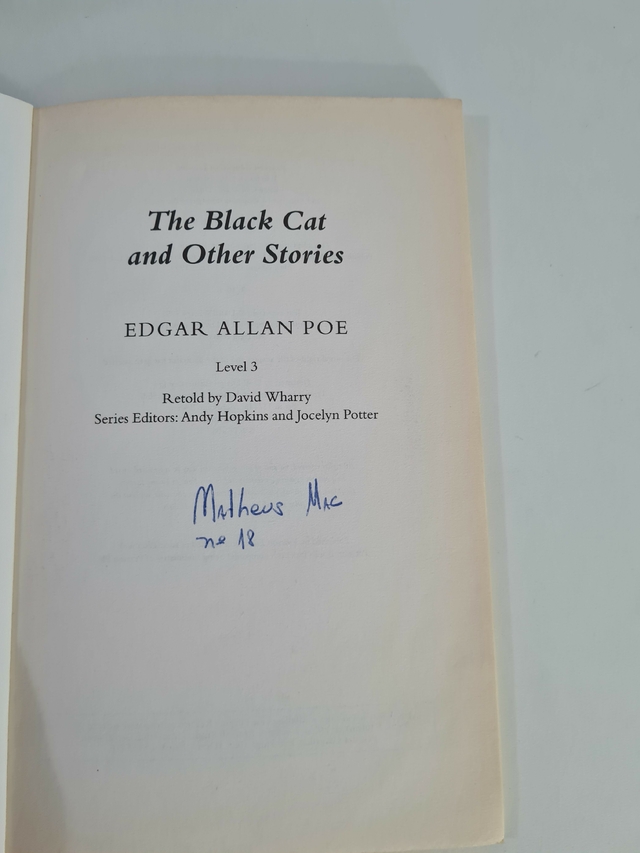 The Black Cat
and Other Stories
EDGAR ALLAN POE
Level 3
Retold by David Wharry
Series Editors: Andy Hopkins and Jocelyn Potter
Matheus Mac
nº 18